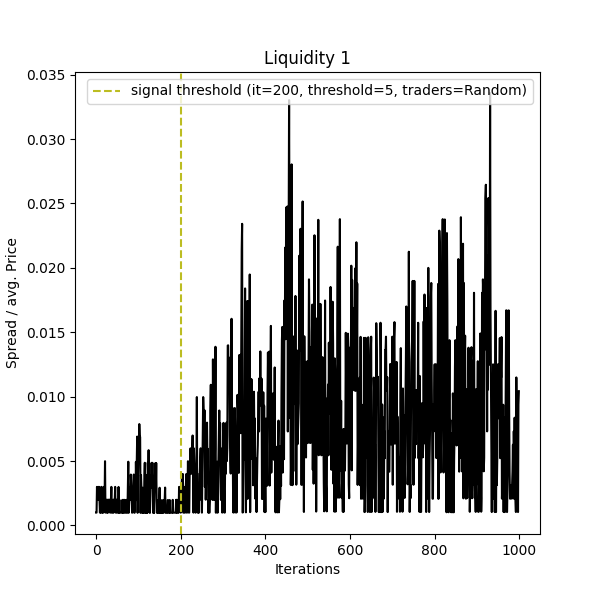 Liquidity 1
signal threshold (it=200, threshold=5, traders=Random)
0.035
0.030
0.025
0.020
0.015
0.010
0.005
0.000
Spread / avg. Price
0 200 400 600 800 1000
Iterations